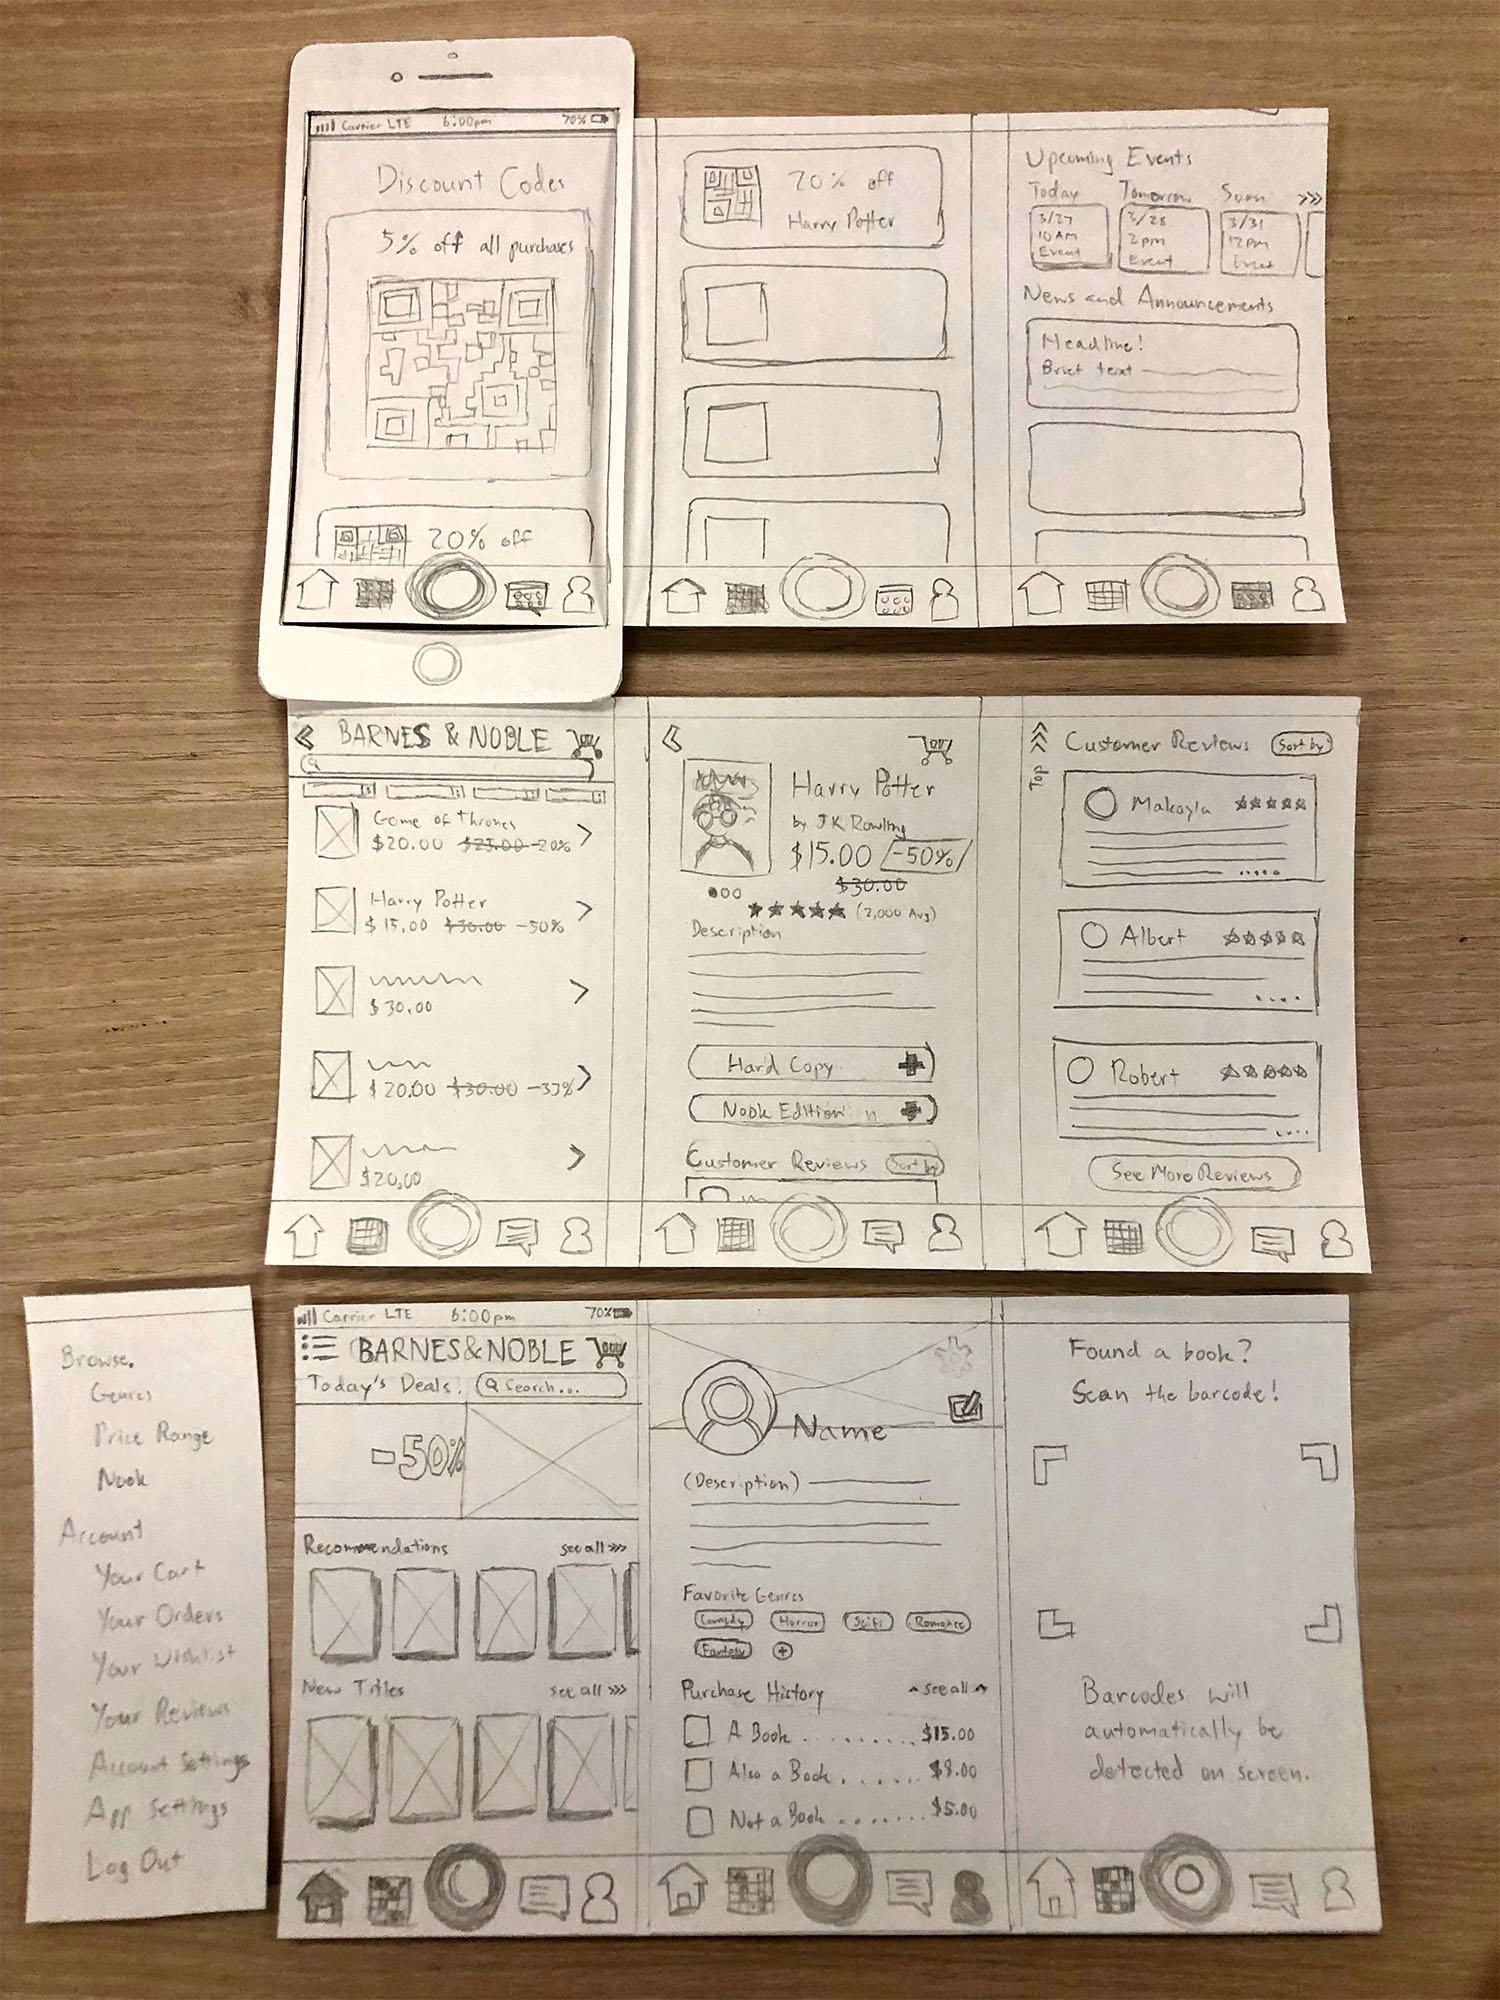 Carrier LTE 6:00pm 70%
Discount Codes
5% off all purchases
20% off
20% off
Harry Potter
Upcoming Events
Today Tomorrow Soon >>>
3/27 3/28 3/31
10 AM 2pm 12pm
Event Event Event
News and Announcements
Headline!
Brief text
< BARNES & NOBLE
Game of Thrones
$20.00 $25.00 -20% >
Harry Potter
$15.00 $30.00 -50% >
$30.00 >
$20.00 $30.00 -33% >
$20.00 >
<
Harry Potter
by JK Rowling
$15.00 -50%
$30.00
★★★★★ (2,000 Avg)
Description
Hard Copy +
Nook Edition +
Customer Reviews Sort by
Top
Customer Reviews Sort by
Makayla ★★★★★
Albert ★★★★★
Robert ★★★★★
See More Reviews
Browse.
Genres
Price Range
Nook
Account
Your Cart
Your Orders
Your Wishlist
Your Reviews
Account Settings
App Settings
Log Out
Carrier LTE 6:00pm 70%
BARNES & NOBLE
Today's Deals. Search...
-50%
Recommendations see all >>>
New Titles see all >>>
Name
(Description)
Favorite Genres
Comedy Horror Scifi Romance
Fantasy +
Purchase History ^ see all ^
A Book ......... $15.00
Also a Book ...... $8.00
Not a Book ....... $5.00
Found a book?
Scan the barcode!
Barcodes will
automatically be
detected on screen.